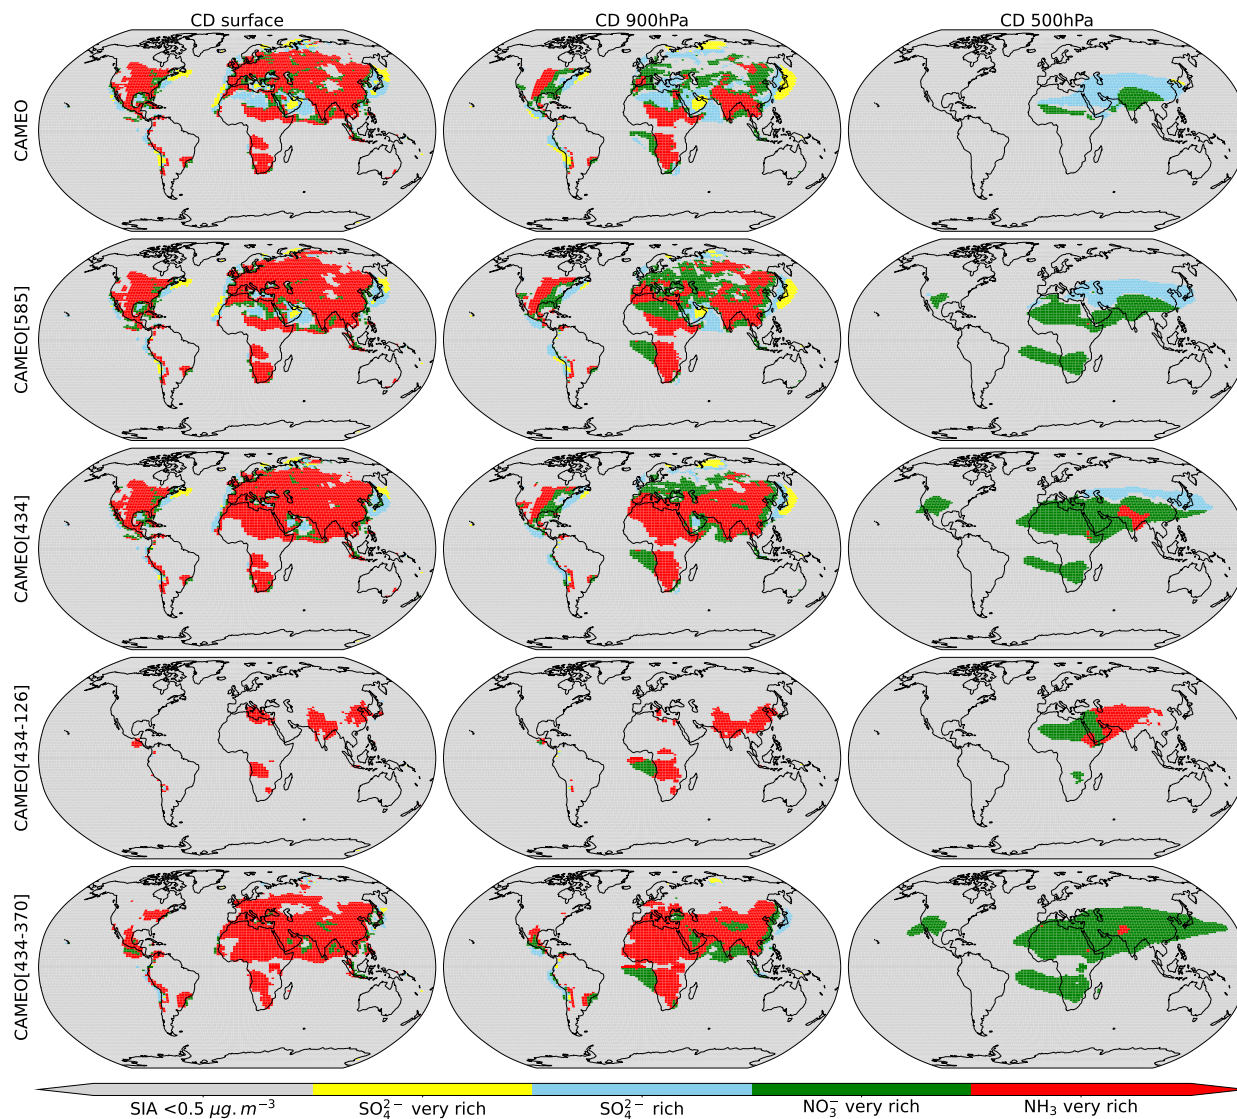 CD surface CD 900hPa CD 500hPa
CAMEO
CAMEO[585]
CAMEO[434]
CAMEO[434-126]
CAMEO[434-370]
SIA <0.5 μg.m⁻³ SO₄²⁻ very rich SO₄²⁻ rich NO₃⁻ very rich NH₃ very rich